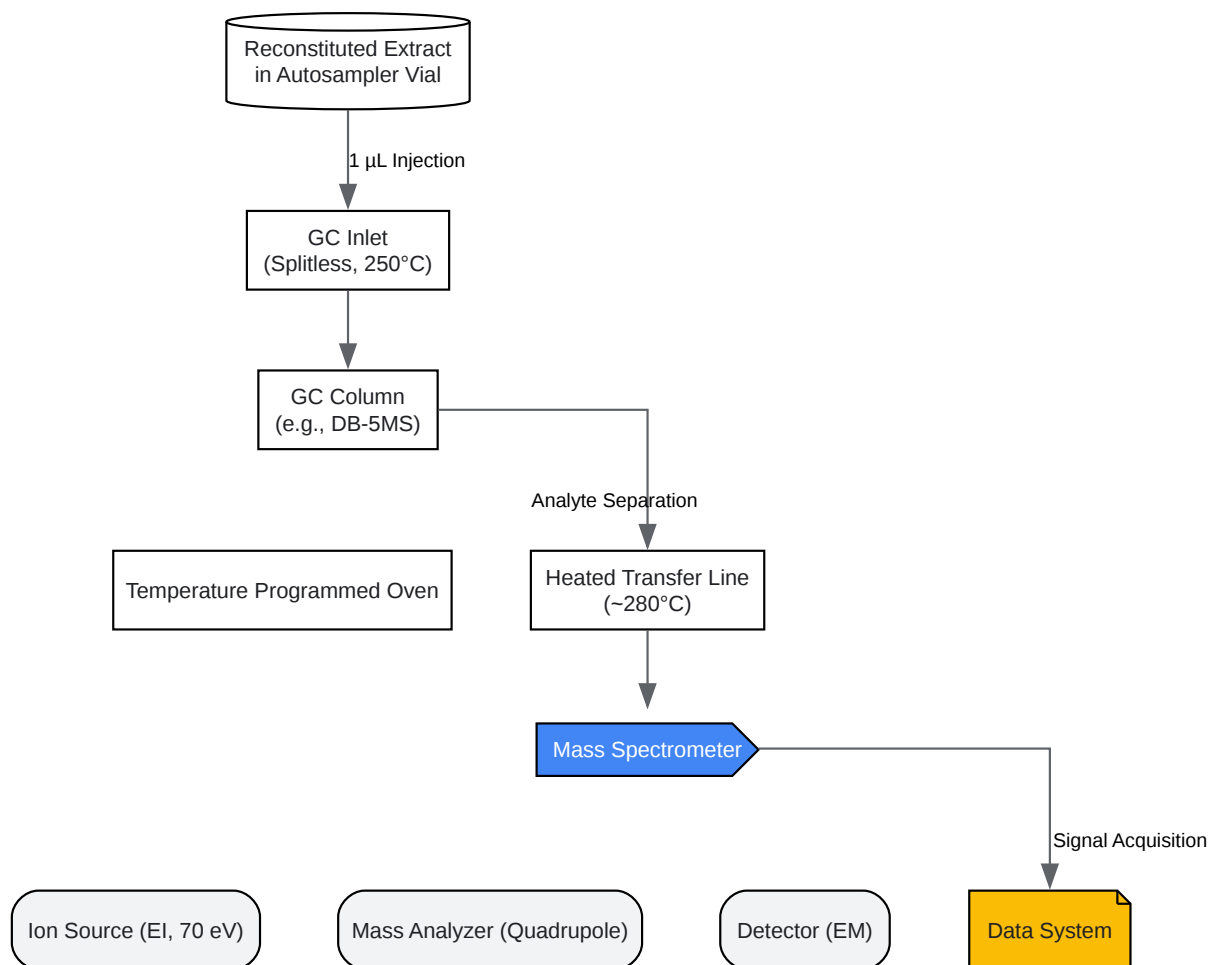 Reconstituted Extract
in Autosampler Vial
1 µL Injection
GC Inlet
(Splitless, 250°C)
GC Column
(e.g., DB-5MS)
Analyte Separation
Temperature Programmed Oven
Heated Transfer Line
(~280°C)
Mass Spectrometer
Signal Acquisition
Ion Source (EI, 70 eV)
Mass Analyzer (Quadrupole)
Detector (EM)
Data System